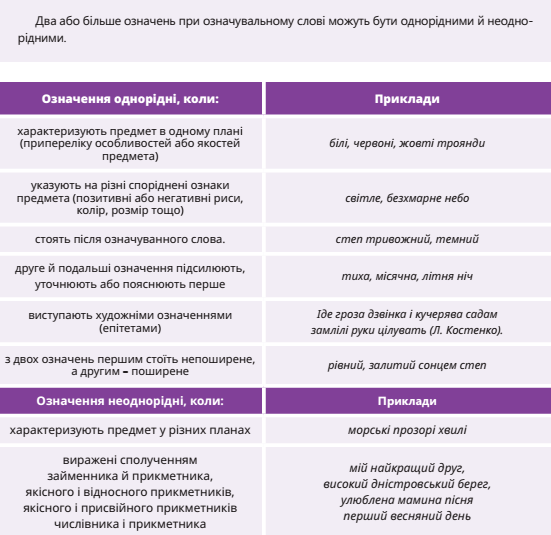 Два або більше означень при означувальному слові можуть бути однорідними й неодно-
рідними.
Означення однорідні, коли:
Приклади
характеризують предмет в одному плані
(припереліку особливостей або якостей
предмета)
білі, червоні, жовті троянди
указують на різні споріднені ознаки
предмета (позитивні або негативні риси,
колір, розмір тощо)
світле, безхмарне небо
стоять після означуванного слова.
степ тривожний, темний
друге й подальші означення підсилюють,
уточнюють або пояснюють перше
тиха, місячна, літня ніч
виступають художніми означеннями
(епітетами)
Іде гроза дзвінка і кучерява садам
замлілі руки цілувать (Л. Костенко).
з двох означень першим стоїть непоширене,
а другим – поширене
рівний, залитий сонцем степ
Означення неоднорідні, коли:
Приклади
характеризують предмет у різних планах
морські прозорі хвилі
виражені сполученням
займенника й прикметника,
якісного і відносного прикметників,
якісного і присвійного прикметників
числівника і прикметника
мій найкращий друг,
високий дністровський берег,
улюблена мамина пісня
перший весняний день